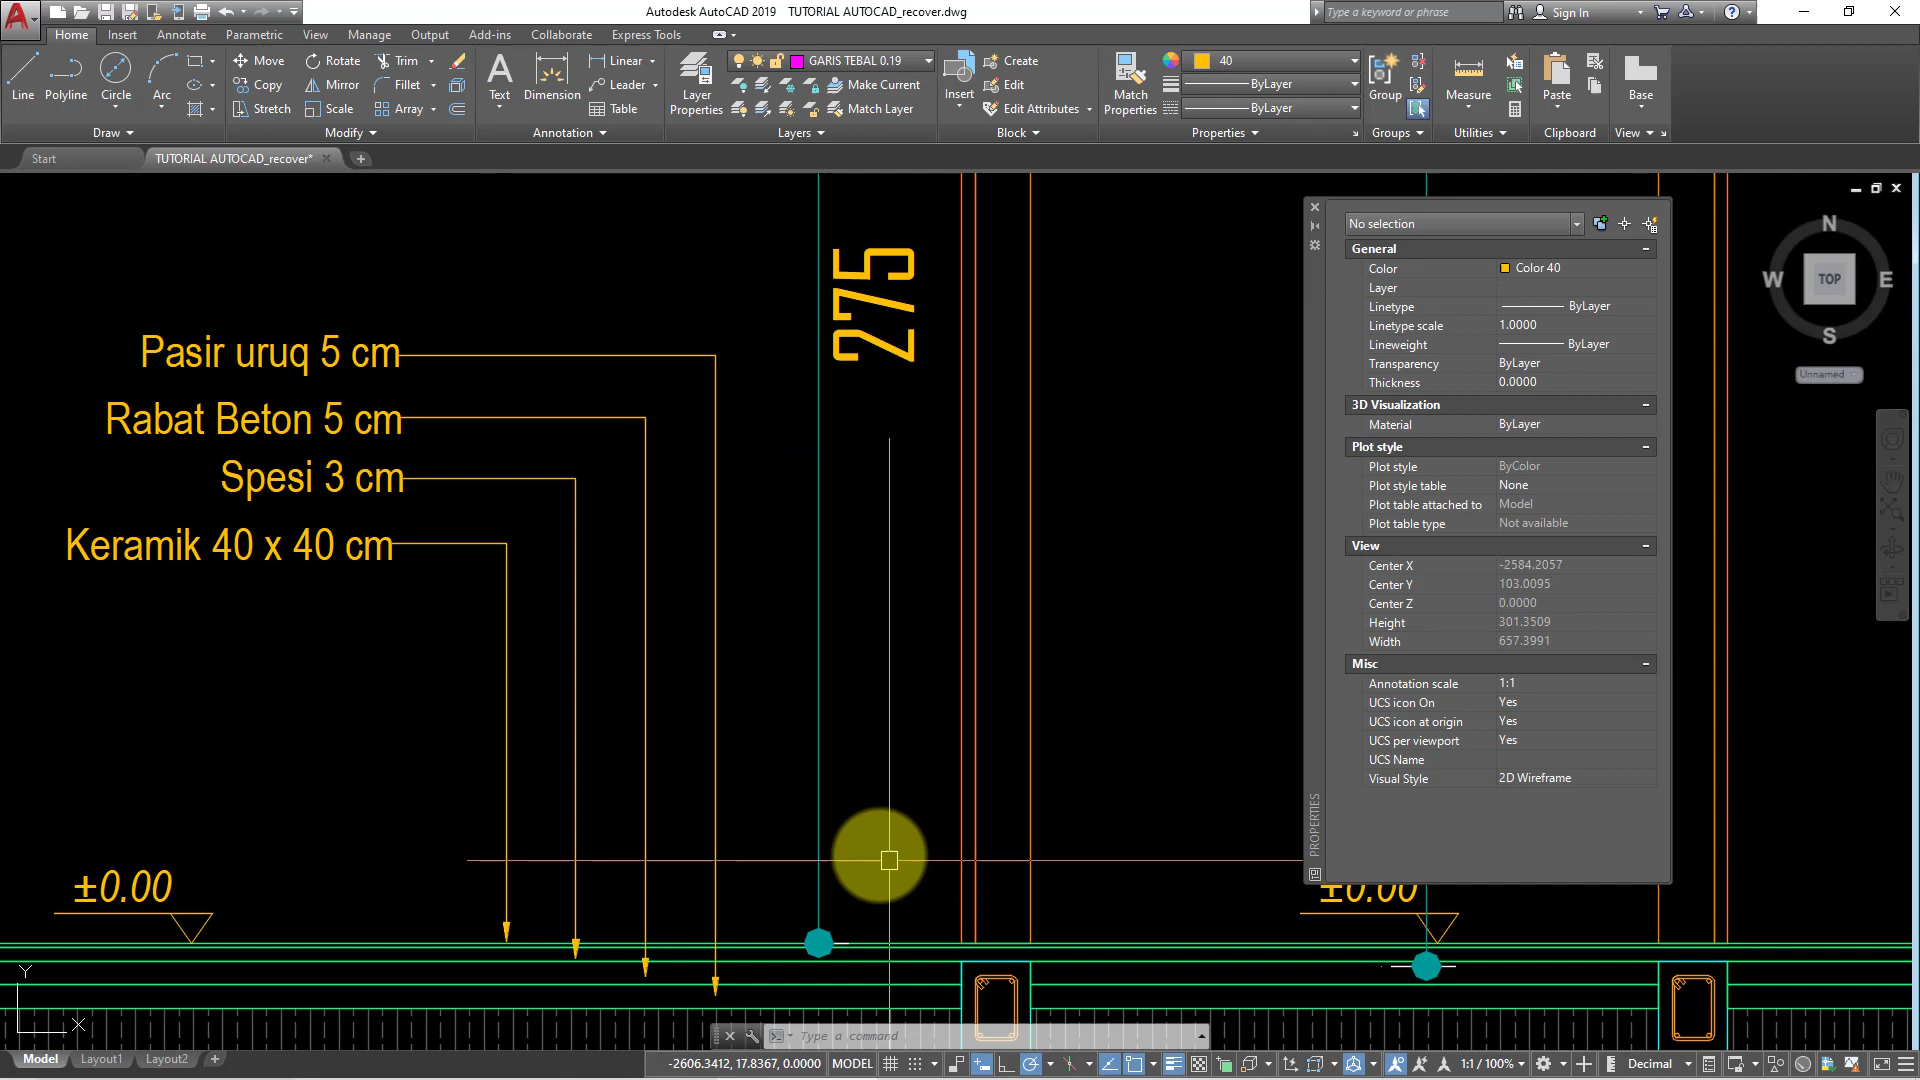 Autodesk AutoCAD 2019 TUTORIAL AUTOCAD_recover.dwg
Type a keyword or phrase
Sign In
Home Insert Annotate Parametric View Manage Output Add-ins Collaborate Express Tools
Line
Polyline
Circle
Arc
Move
Copy
Stretch
Rotate
Mirror
Scale
Trim
Fillet
Array
Text
Dimension
Linear
Leader
Table
Layer
Properties
GARIS TEBAL 0.19
Make Current
Match Layer
Insert
Create
Edit
Edit Attributes
Match
Properties
40
ByLayer
ByLayer
Group
Measure
Paste
Base
Draw Modify Annotation Layers Block Properties Groups Utilities Clipboard View
Start
TUTORIAL AUTOCAD_recover*
275
Pasir uruq 5 cm
Rabat Beton 5 cm
Spesi 3 cm
Keramik 40 x 40 cm
±0.00
±0.00
No selection
General
Color Color 40
Layer
Linetype ByLayer
Linetype scale 1.0000
Lineweight ByLayer
Transparency ByLayer
Thickness 0.0000
3D Visualization
Material ByLayer
Plot style
Plot style ByColor
Plot style table None
Plot table attached to Model
Plot table type Not available
View
Center X -2584.2057
Center Y 103.0095
Center Z 0.0000
Height 301.3509
Width 657.3991
Misc
Annotation scale 1:1
UCS icon On Yes
UCS icon at origin Yes
UCS per viewport Yes
UCS Name
Visual Style 2D Wireframe
PROPERTIES
N
W TOP E
S
Unnamed
Y
X
Type a command
Model Layout1 Layout2
-2606.3412, 17.8367, 0.0000 MODEL
1:1 / 100%
Decimal